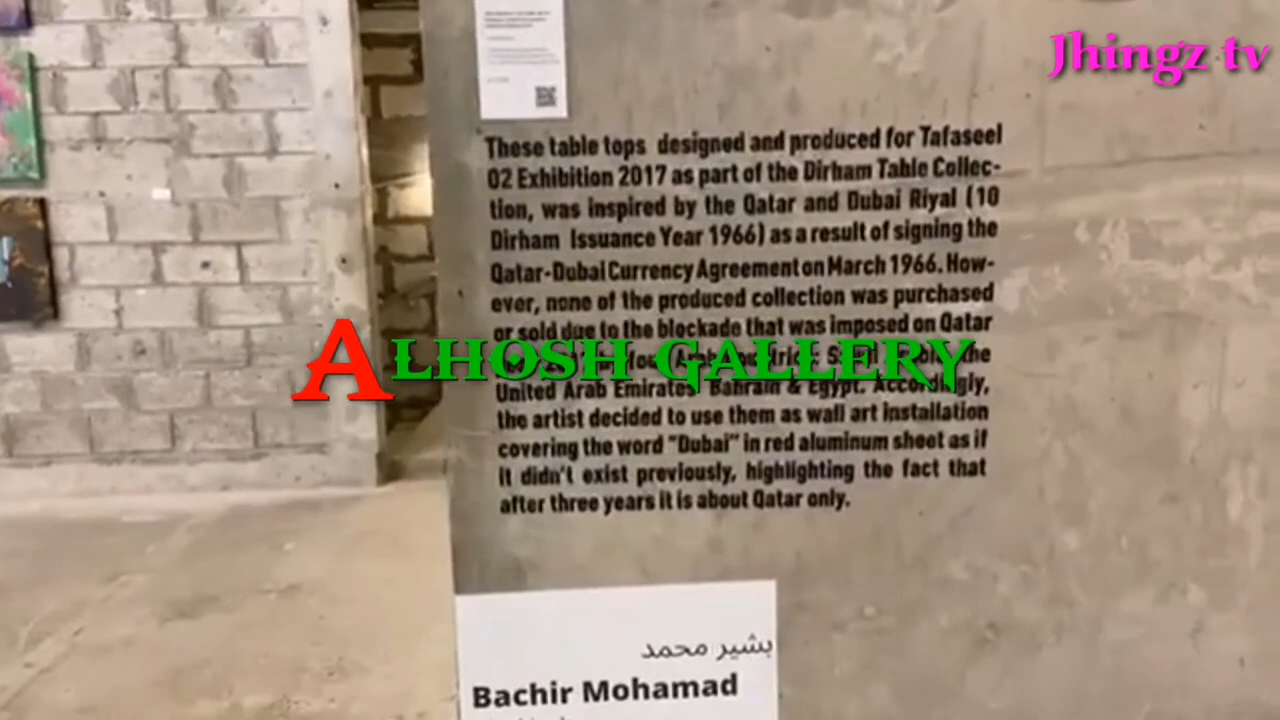 Jhingz tv
These table tops designed and produced for Tafaseel
02 Exhibition 2017 as part of the Dirham Table Collec-
tion, was inspired by the Qatar and Dubai Riyal (10
Dirham Issuance Year 1966) as a result of signing the
Qatar-Dubai Currency Agreement on March 1966. How-
ever, none of the produced collection was purchased
or sold due to the blockade that was imposed on Qatar
the
ALHOSH GALLERY
United Arab Emirates Bahrain & Egypt. Accordingly,
the artist decided to use them as wall art installation
covering the word "Dubai" in red aluminum sheet as if
it didn't exist previously, highlighting the fact that
after three years it is about Qatar only.
بشير محمد
Bachir Mohamad